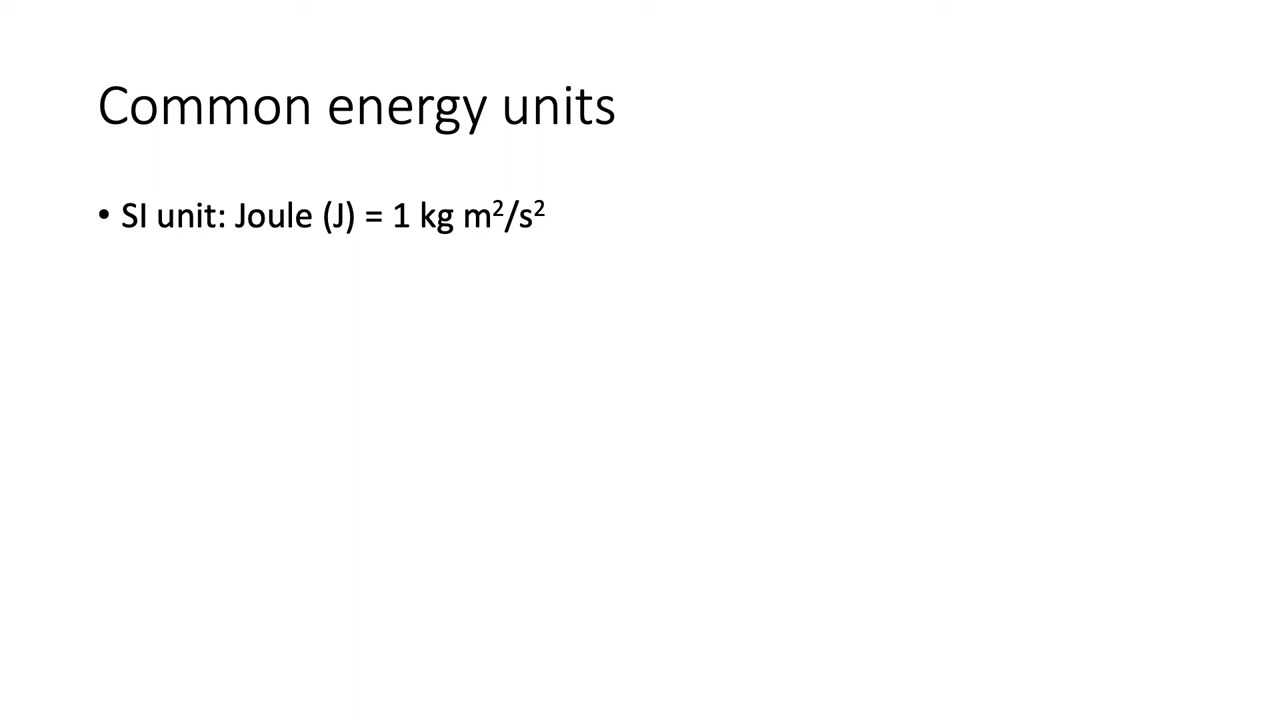 Common energy units
• SI unit: Joule (J) = 1 kg m²/s²